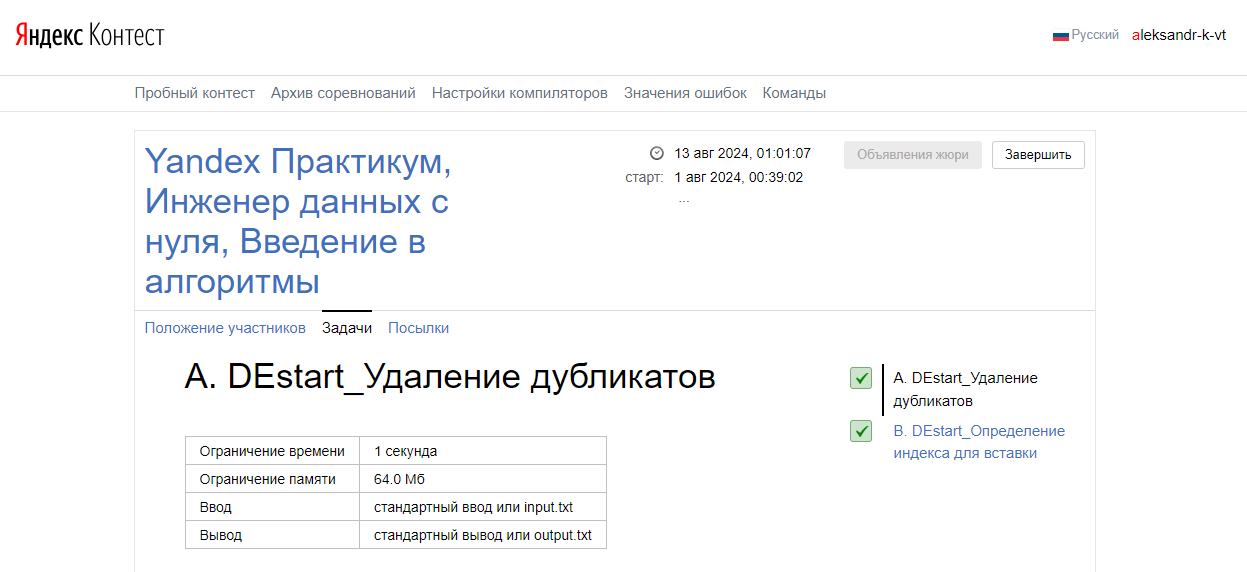 Яндекс Контест
Русский aleksandr-k-vt
Пробный контест Архив соревнований Настройки компиляторов Значения ошибок Команды
Yandex Практикум,
Инженер данных с
нуля, Введение в
алгоритмы
13 авг 2024, 01:01:07
старт: 1 авг 2024, 00:39:02
...
Объявления жюри Завершить
Положение участников Задачи Посылки
A. DEstart_Удаление дубликатов
Ограничение времени 1 секунда
Ограничение памяти 64.0 Мб
Ввод стандартный ввод или input.txt
Вывод стандартный вывод или output.txt
A. DEstart_Удаление
дубликатов
B. DEstart_Определение
индекса для вставки